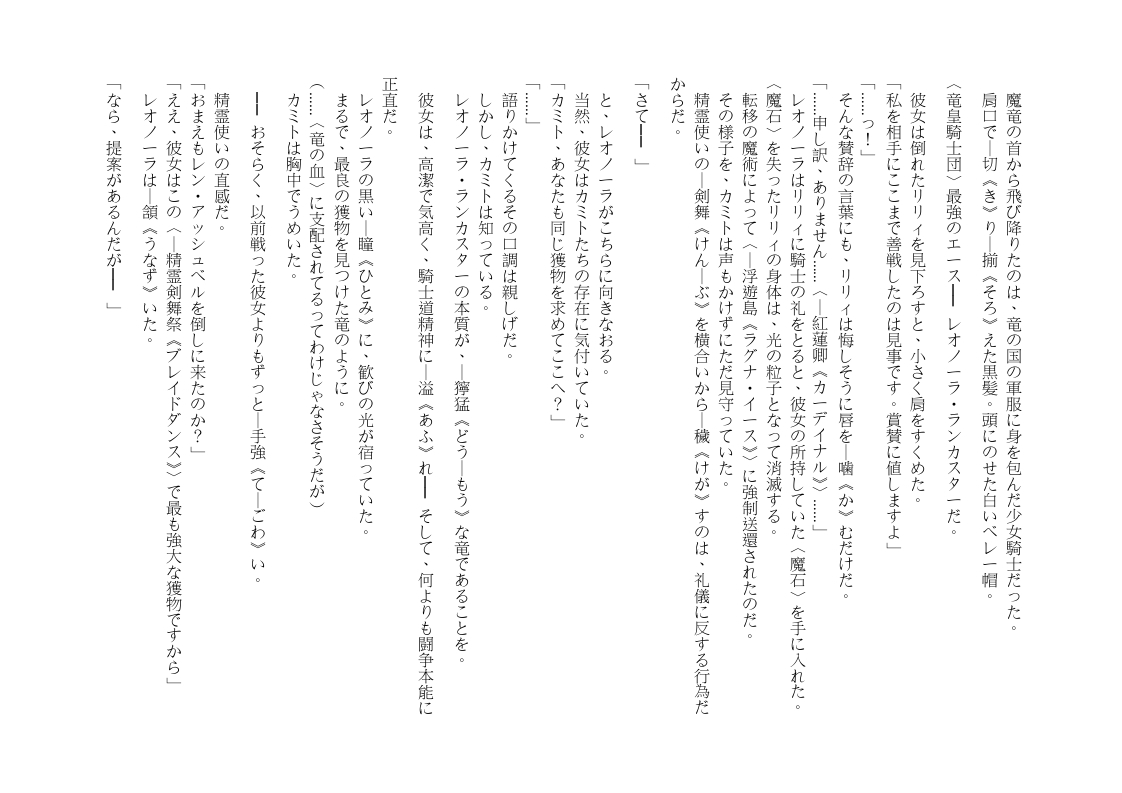 魔竜の首から飛び降りたのは、竜の国の軍服に身を包んだ少女騎士だった。
肩口で―切《き》り―揃《そろ》えた黒髪。頭にのせた白いベレー帽。
〈竜皇騎士団〉最強のエース━━ レオノーラ・ランカスターだ。
彼女は倒れたリリィを見下ろすと、小さく肩をすくめた。
「私を相手にここまで善戦したのは見事です。賞賛に値しますよ」
「……っ！」
そんな賛辞の言葉にも、リリィは悔しそうに唇を―噛《か》むだけだ。
「……申し訳、ありません……〈―紅蓮卿《カーディナル》〉……」
レオノーラはリリィに騎士の礼をとると、彼女の所持していた〈魔石〉を手に入れた。
〈魔石〉を失ったリリィの身体は、光の粒子となって消滅する。
転移の魔術によって〈―浮遊島《ラグナ・イース》〉に強制送還されたのだ。
その様子を、カミトは声もかけずにただ見守っていた。
精霊使いの―剣舞《けん―ぶ》を横合いから―穢《けが》すのは、礼儀に反する行為だ
からだ。
「さて━━ 」
と、レオノーラがこちらに向きなおる。
当然、彼女はカミトたちの存在に気付いていた。
「カミト、あなたも同じ獲物を求めてここへ？」
「……」
語りかけてくるその口調は親しげだ。
しかし、カミトは知っている。
レオノーラ・ランカスターの本質が、―獰猛《どう―もう》な竜であることを。
彼女は、高潔で気高く、騎士道精神に―溢《あふ》れ━━ そして、何よりも闘争本能に
正直だ。
レオノーラの黒い―瞳《ひとみ》に、歓びの光が宿っていた。
まるで、最良の獲物を見つけた竜のように。
（……〈竜の血〉に支配されてるってわけじゃなさそうだが）
カミトは胸中でうめいた。
━━ おそらく、以前戦った彼女よりもずっと―手強《て―ごわ》い。
精霊使いの直感だ。
「おまえもレン・アッシュベルを倒しに来たのか？」
「ええ、彼女はこの〈―精霊剣舞祭《ブレイドダンス》〉で最も強大な獲物ですから」
レオノーラは―頷《うなず》いた。
「なら、提案があるんだが━━ 」